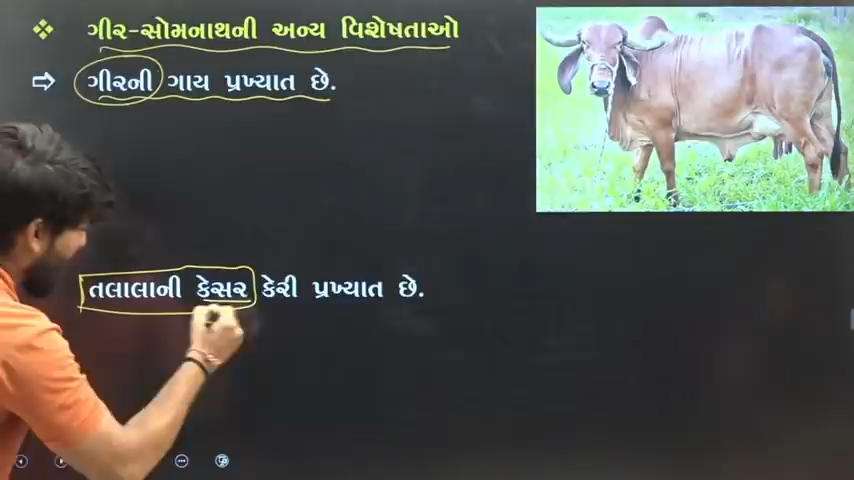 ❖ ગીર-સોમનાથની અન્ય વિશેષતાઓ
⇨ ગીરની ગાય પ્રખ્યાત છે.
તલાલાની કેસર કેરી પ્રખ્યાત છે.